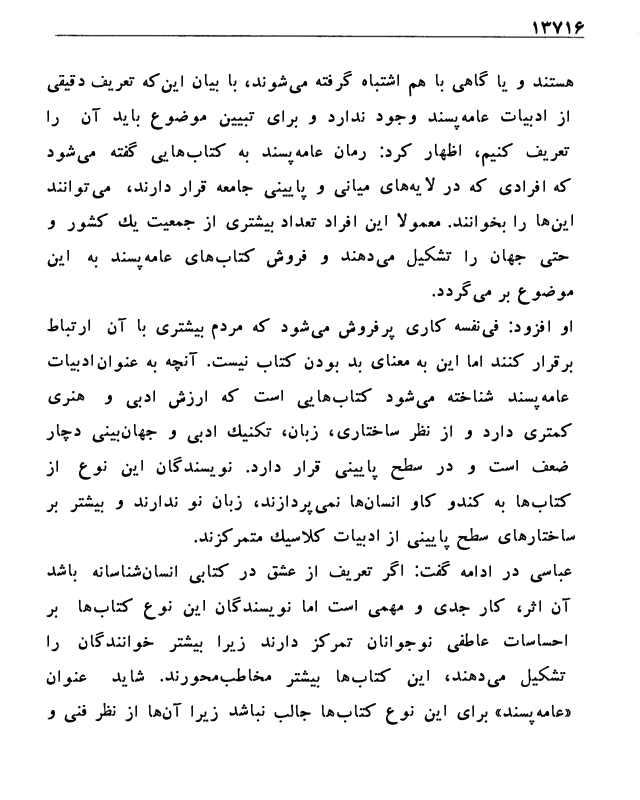 ۱۳۷۱۶
هستند و یا گاهی با هم اشتباه گرفته می‌شوند، با بیان این‌که تعریف دقیقی
از ادبیات عامه‌پسند وجود ندارد و برای تبیین موضوع باید آن را
تعریف کنیم، اظهار کرد: رمان عامه‌پسند به کتاب‌هایی گفته می‌شود
که افرادی که در لایه‌های میانی و پایینی جامعه قرار دارند، می‌توانند
این‌ها را بخوانند. معمولا این افراد تعداد بیشتری از جمعیت یك کشور و
حتی جهان را تشکیل می‌دهند و فروش کتاب‌های عامه‌پسند به این
موضوع بر می‌گردد.
او افزود: فی‌نفسه کاری پرفروش می‌شود که مردم بیشتری با آن ارتباط
برقرار کنند اما این به معنای بد بودن کتاب نیست. آنچه به عنوان ادبیات
عامه‌پسند شناخته می‌شود کتاب‌هایی است که ارزش ادبی و هنری
کمتری دارد و از نظر ساختاری، زبان، تکنیك ادبی و جهان‌بینی دچار
ضعف است و در سطح پایینی قرار دارد. نویسندگان این نوع از
کتاب‌ها به کندو کاو انسان‌ها نمی‌پردازند، زبان نو ندارند و بیشتر بر
ساختارهای سطح پایینی از ادبیات کلاسیك متمرکزند.
عباسی در ادامه گفت: اگر تعریف از عشق در کتابی انسان‌شناسانه باشد
آن اثر، کار جدی و مهمی است اما نویسندگان این نوع کتاب‌ها بر
احساسات عاطفی نوجوانان تمرکز دارند زیرا بیشتر خوانندگان را
تشکیل می‌دهند، این کتاب‌ها بیشتر مخاطب‌محورند. شاید عنوان
«عامه‌پسند» برای این نوع کتاب‌ها جالب نباشد زیرا آن‌ها از نظر فنی و